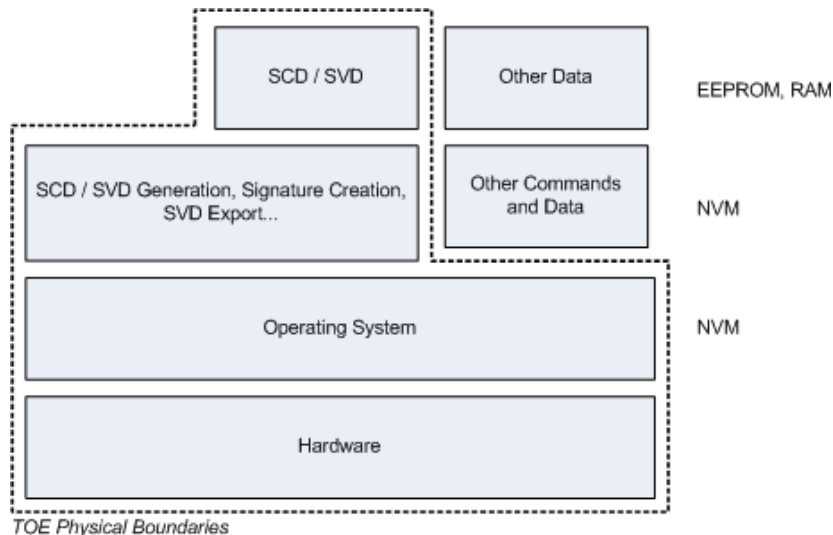 SCD / SVD
Other Data
EEPROM, RAM
SCD / SVD Generation, Signature Creation,
SVD Export...
Other Commands
and Data
NVM
Operating System
NVM
Hardware
TOE Physical Boundaries